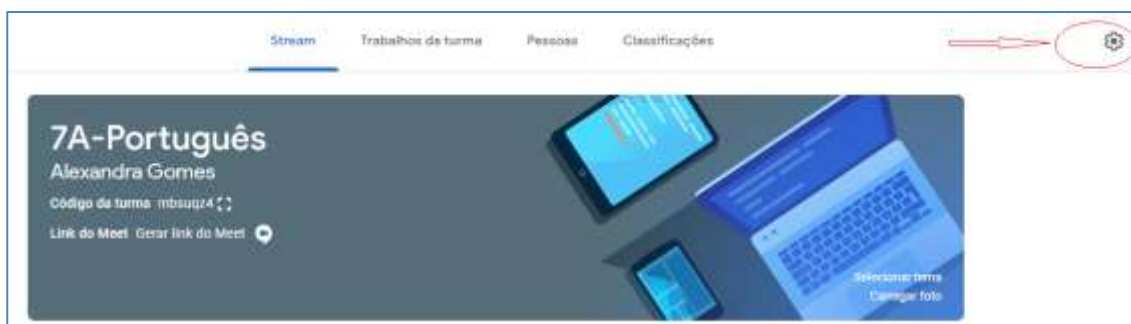 Stream
Trabalhos da turma
Pessoas
Classificações
7A-Português
Alexandra Gomes
Código da turma mbsuqz4
Link do Meet Gerar link do Meet
Selecionar tema
Carregar foto